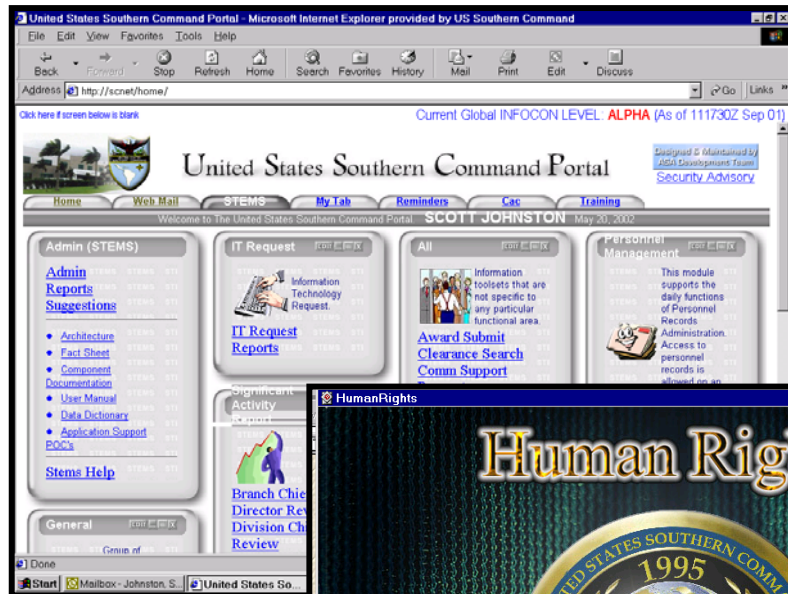 United States Southern Command Portal - Microsoft Internet Explorer provided by US Southern Command
File Edit View Favorites Tools Help
Back Forward Stop Refresh Home Search Favorites History Mail Print Edit Discuss
Address http://scnet/home/ Go Links »
Click here if screen below is blank
Current Global INFOCON LEVEL: ALPHA (As of 111730Z Sep 01)
United States Southern Command Portal
Designed & Maintained by
ASA Development Team
Security Advisory
Home Web Mail STEMS My Tab Reminders Cac Training
Welcome to The United States Southern Command Portal. SCOTT JOHNSTON May 20, 2002
Admin (STEMS)
Admin
Reports
Suggestions
Architecture
Fact Sheet
Component
Documentation
User Manual
Data Dictionary
Application Support
POC's
Stems Help
General
Group of
IT Request
Information
Technology
Request.
IT Request
Reports
Significant
Activity
Report
Branch Chie
Director Rev
Division Ch
Review
All
Information
toolsets that are
not specific to
any particular
functional area.
Award Submit
Clearance Search
Comm Support
Personnel
Management
This module
supports the
daily functions
of Personnel
Records
Administration.
Access to
personnel
records is
allowed on an
HumanRights
Human Rig
STATES SOUTHERN COMM
1995
Done
Start Mailbox - Johnston, S... United States So...